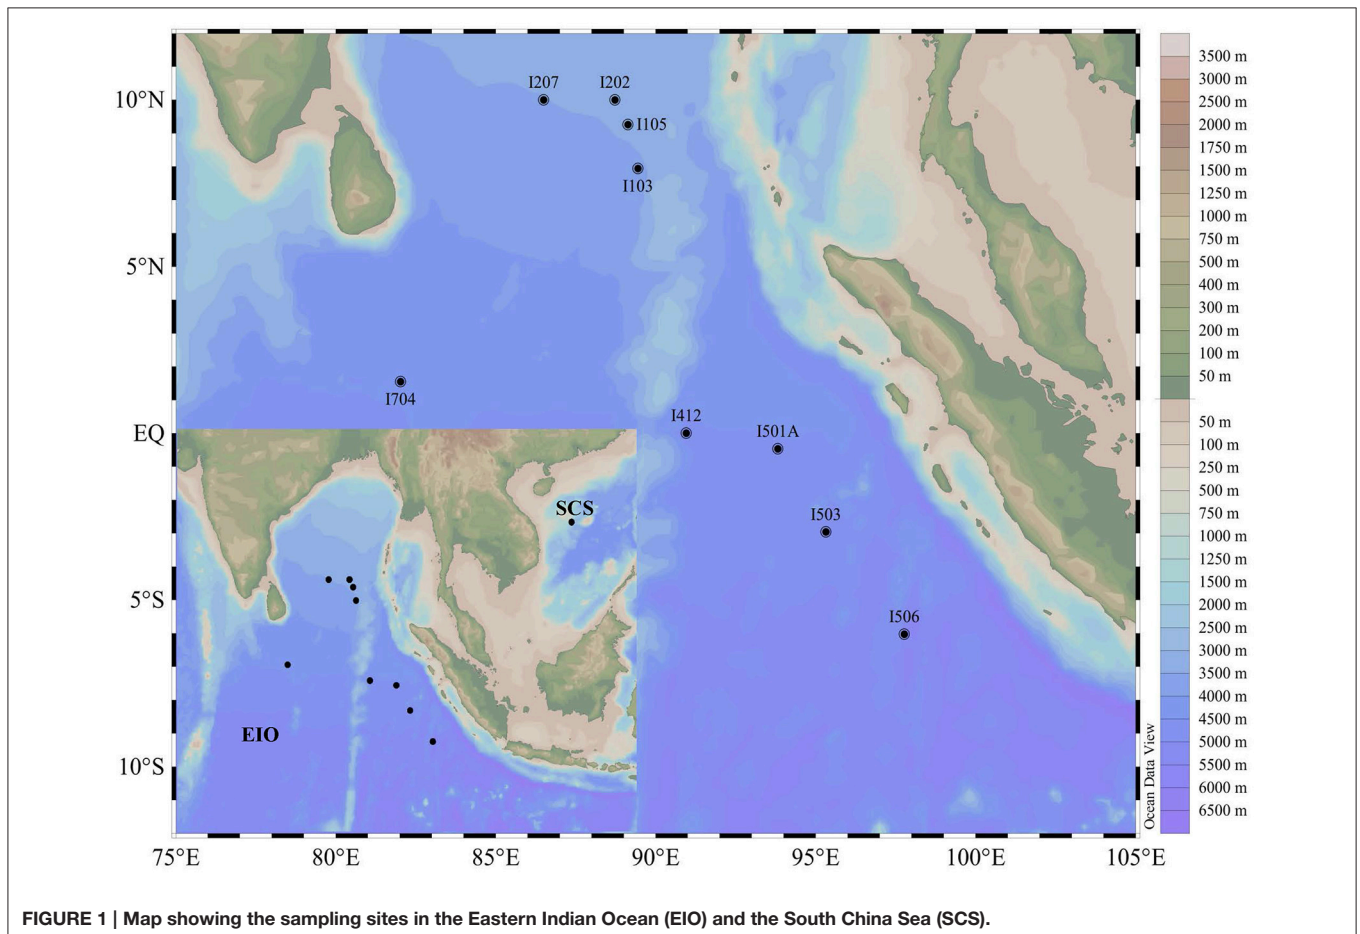 I207
I202
10°N
I105
I103
5°N
I704
I412
EQ
I501A
SCS
I503
5°S
I506
EIO
10°S
75°E
80°E
85°E
90°E
95°E
100°E
105°E
Ocean Data View
3500 m
3000 m
2500 m
2000 m
1750 m
1500 m
1250 m
1000 m
750 m
500 m
400 m
300 m
200 m
100 m
50 m
50 m
100 m
250 m
500 m
750 m
1000 m
1250 m
1500 m
2000 m
2500 m
3000 m
3500 m
4000 m
4500 m
5000 m
5500 m
6000 m
6500 m
FIGURE 1 | Map showing the sampling sites in the Eastern Indian Ocean (EIO) and the South China Sea (SCS).